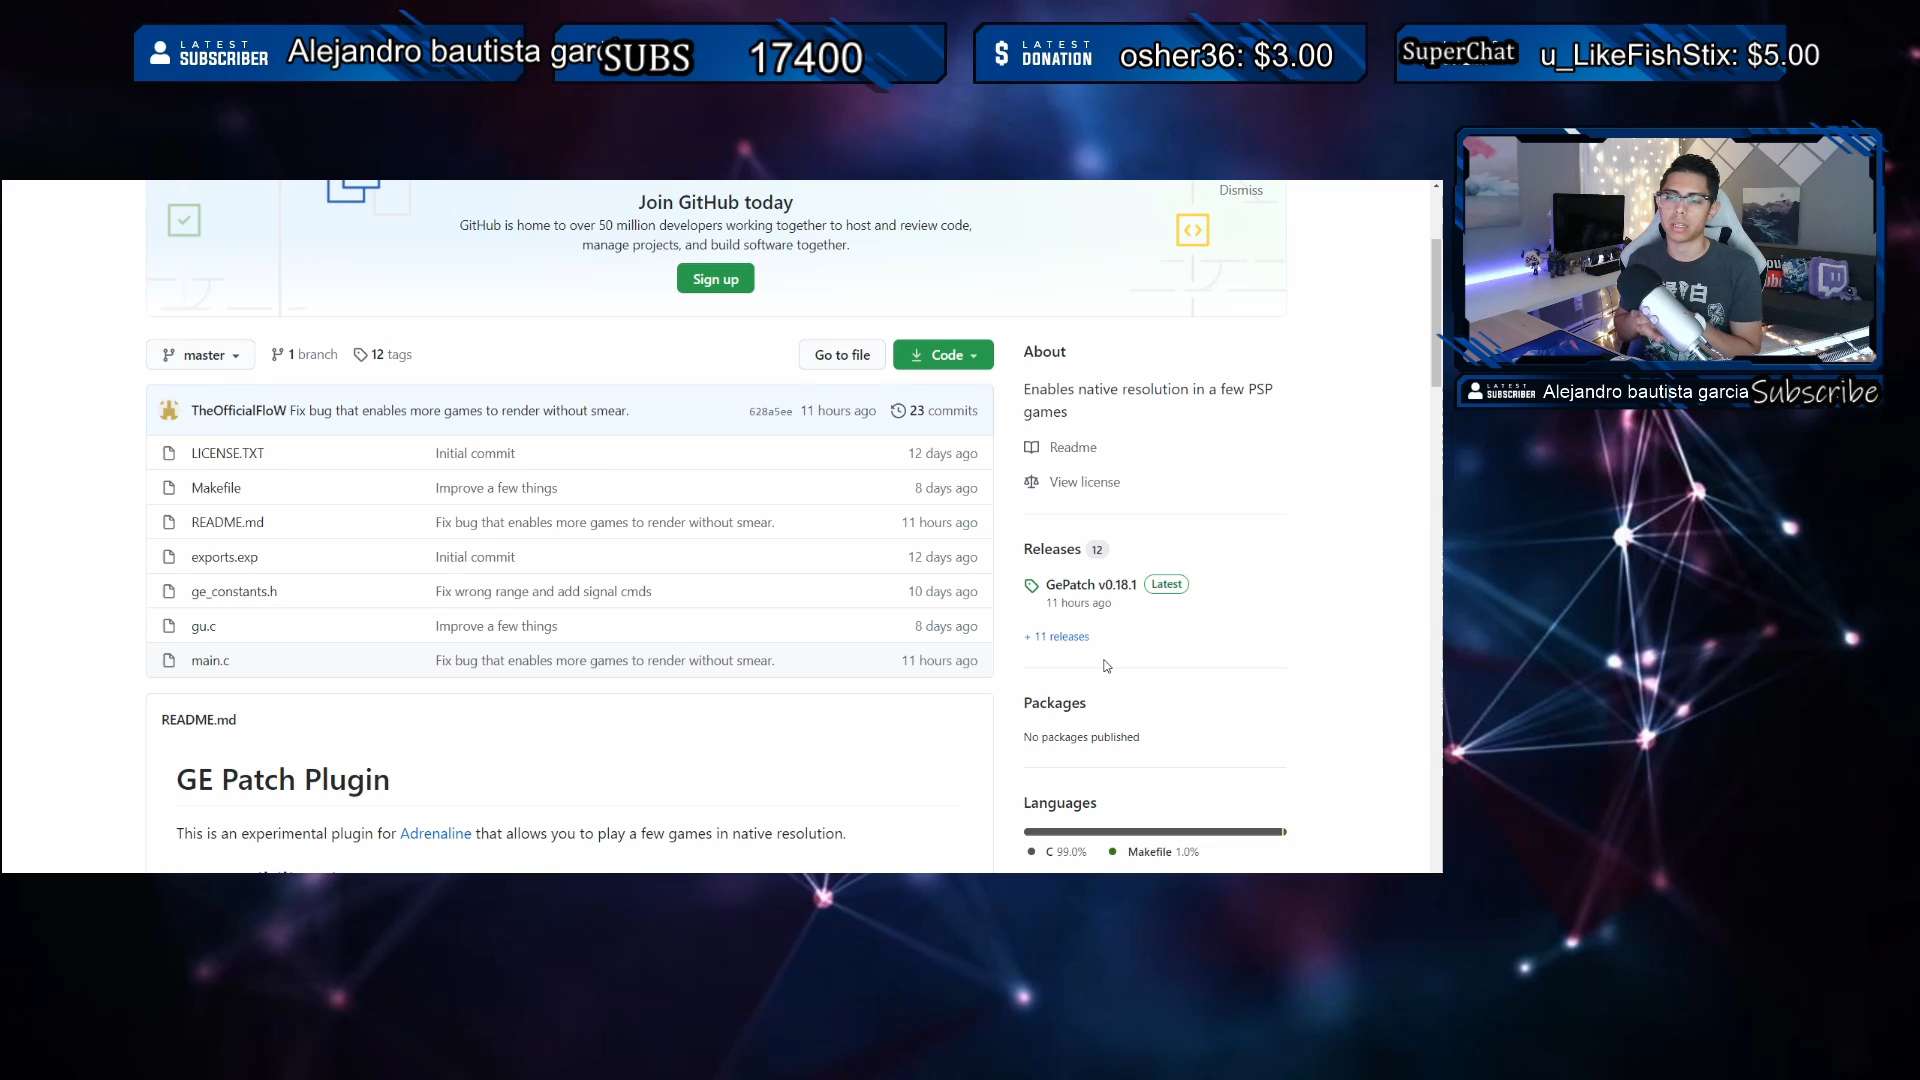 LATEST
SUBSCRIBER
Alejandro bautista garc
SUBS
17400
LATEST
DONATION
osher36: $3.00
SuperChat
u_LikeFishStix: $5.00
Join GitHub today
Dismiss
GitHub is home to over 50 million developers working together to host and review code,
manage projects, and build software together.
Sign up
master
1 branch
12 tags
Go to file
Code
TheOfficialFloW Fix bug that enables more games to render without smear.
628a5ee 11 hours ago
23 commits
LICENSE.TXT
Initial commit
12 days ago
Makefile
Improve a few things
8 days ago
README.md
Fix bug that enables more games to render without smear.
11 hours ago
exports.exp
Initial commit
12 days ago
ge_constants.h
Fix wrong range and add signal cmds
10 days ago
gu.c
Improve a few things
8 days ago
main.c
Fix bug that enables more games to render without smear.
11 hours ago
README.md
GE Patch Plugin
This is an experimental plugin for Adrenaline that allows you to play a few games in native resolution.
About
Enables native resolution in a few PSP
games
Readme
View license
Releases 12
GePatch v0.18.1 Latest
11 hours ago
+ 11 releases
Packages
No packages published
Languages
C 99.0%
Makefile 1.0%
LATEST
SUBSCRIBER
Alejandro bautista garcia
Subscribe